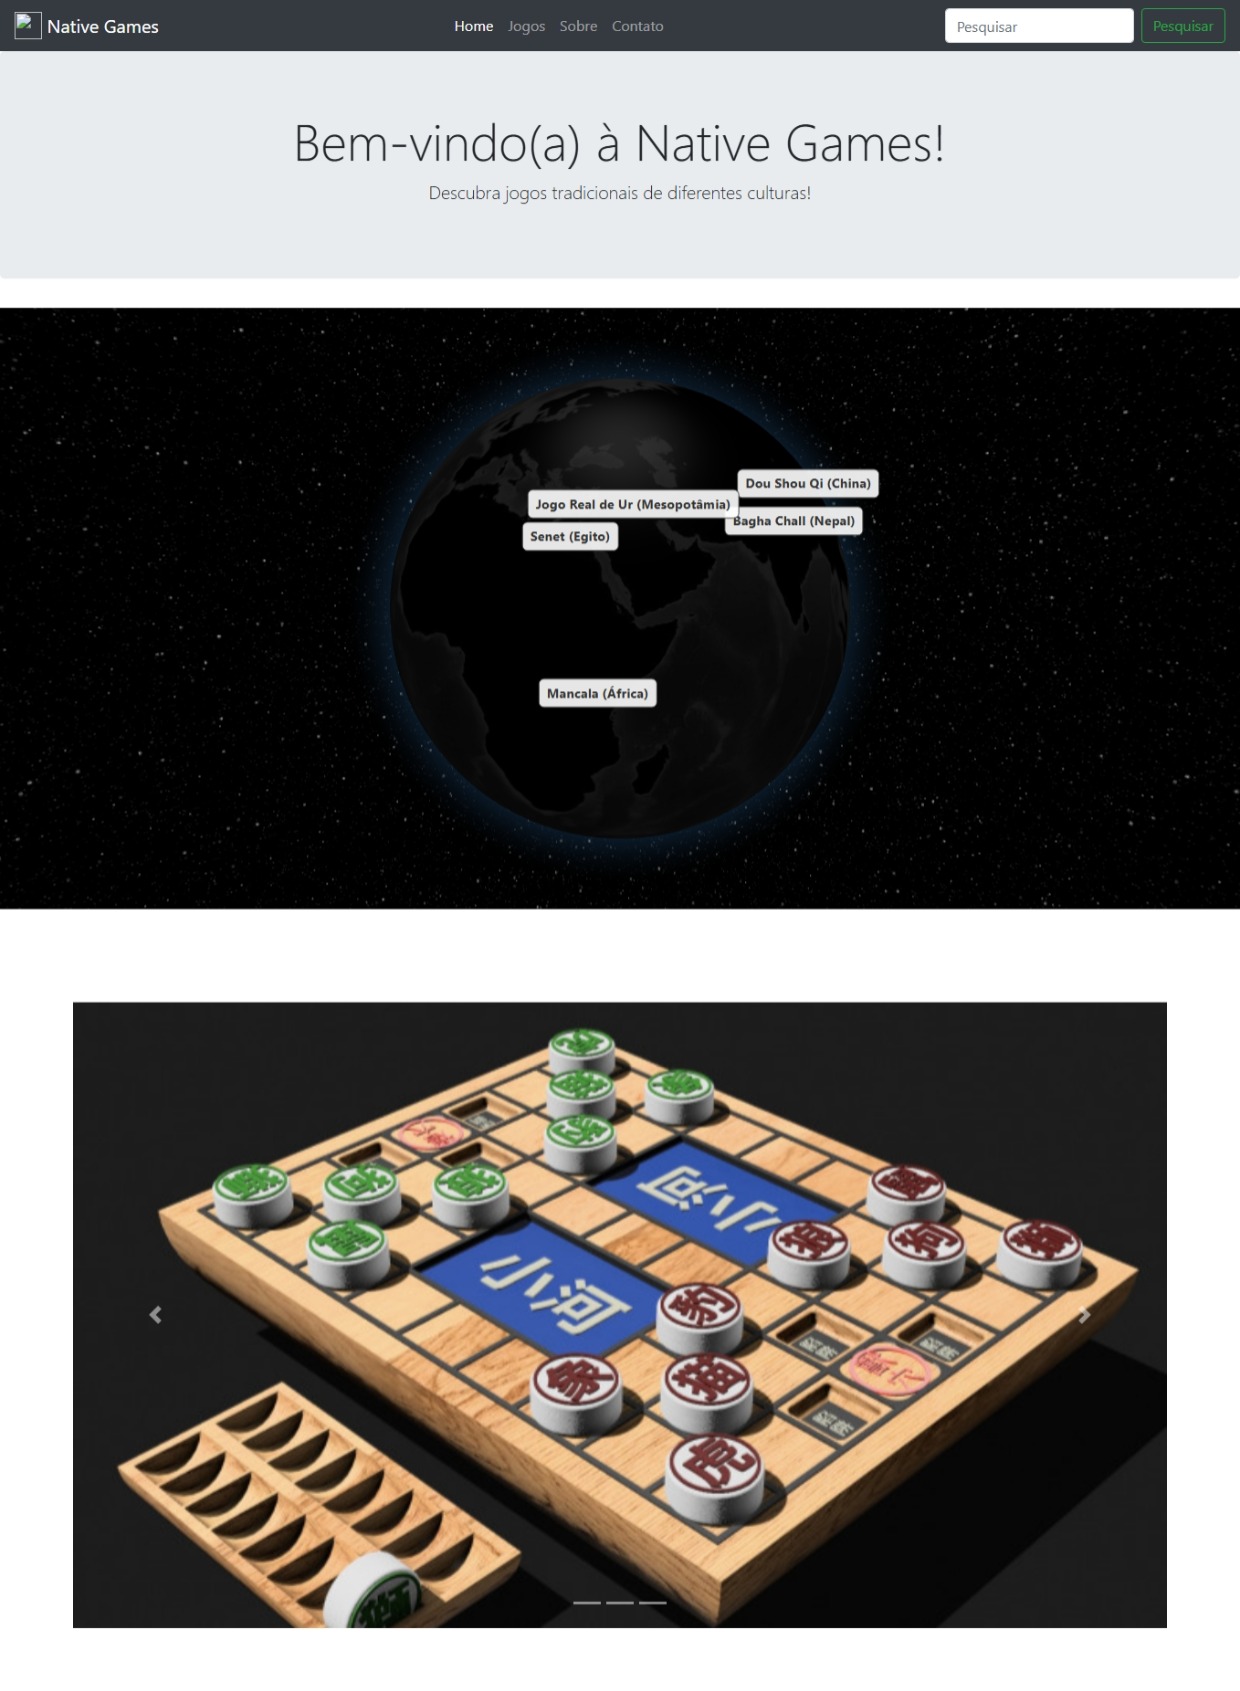 Native Games
Home Jogos Sobre Contato
Pesquisar
Pesquisar
Bem-vindo(a) à Native Games!
Descubra jogos tradicionais de diferentes culturas!
Dou Shou Qi (China)
Jogo Real de Ur (Mesopotâmia)
Bagha Chall (Nepal)
Senet (Egito)
Mancala (África)
小河
小河
狗
豹
象
猫
虎